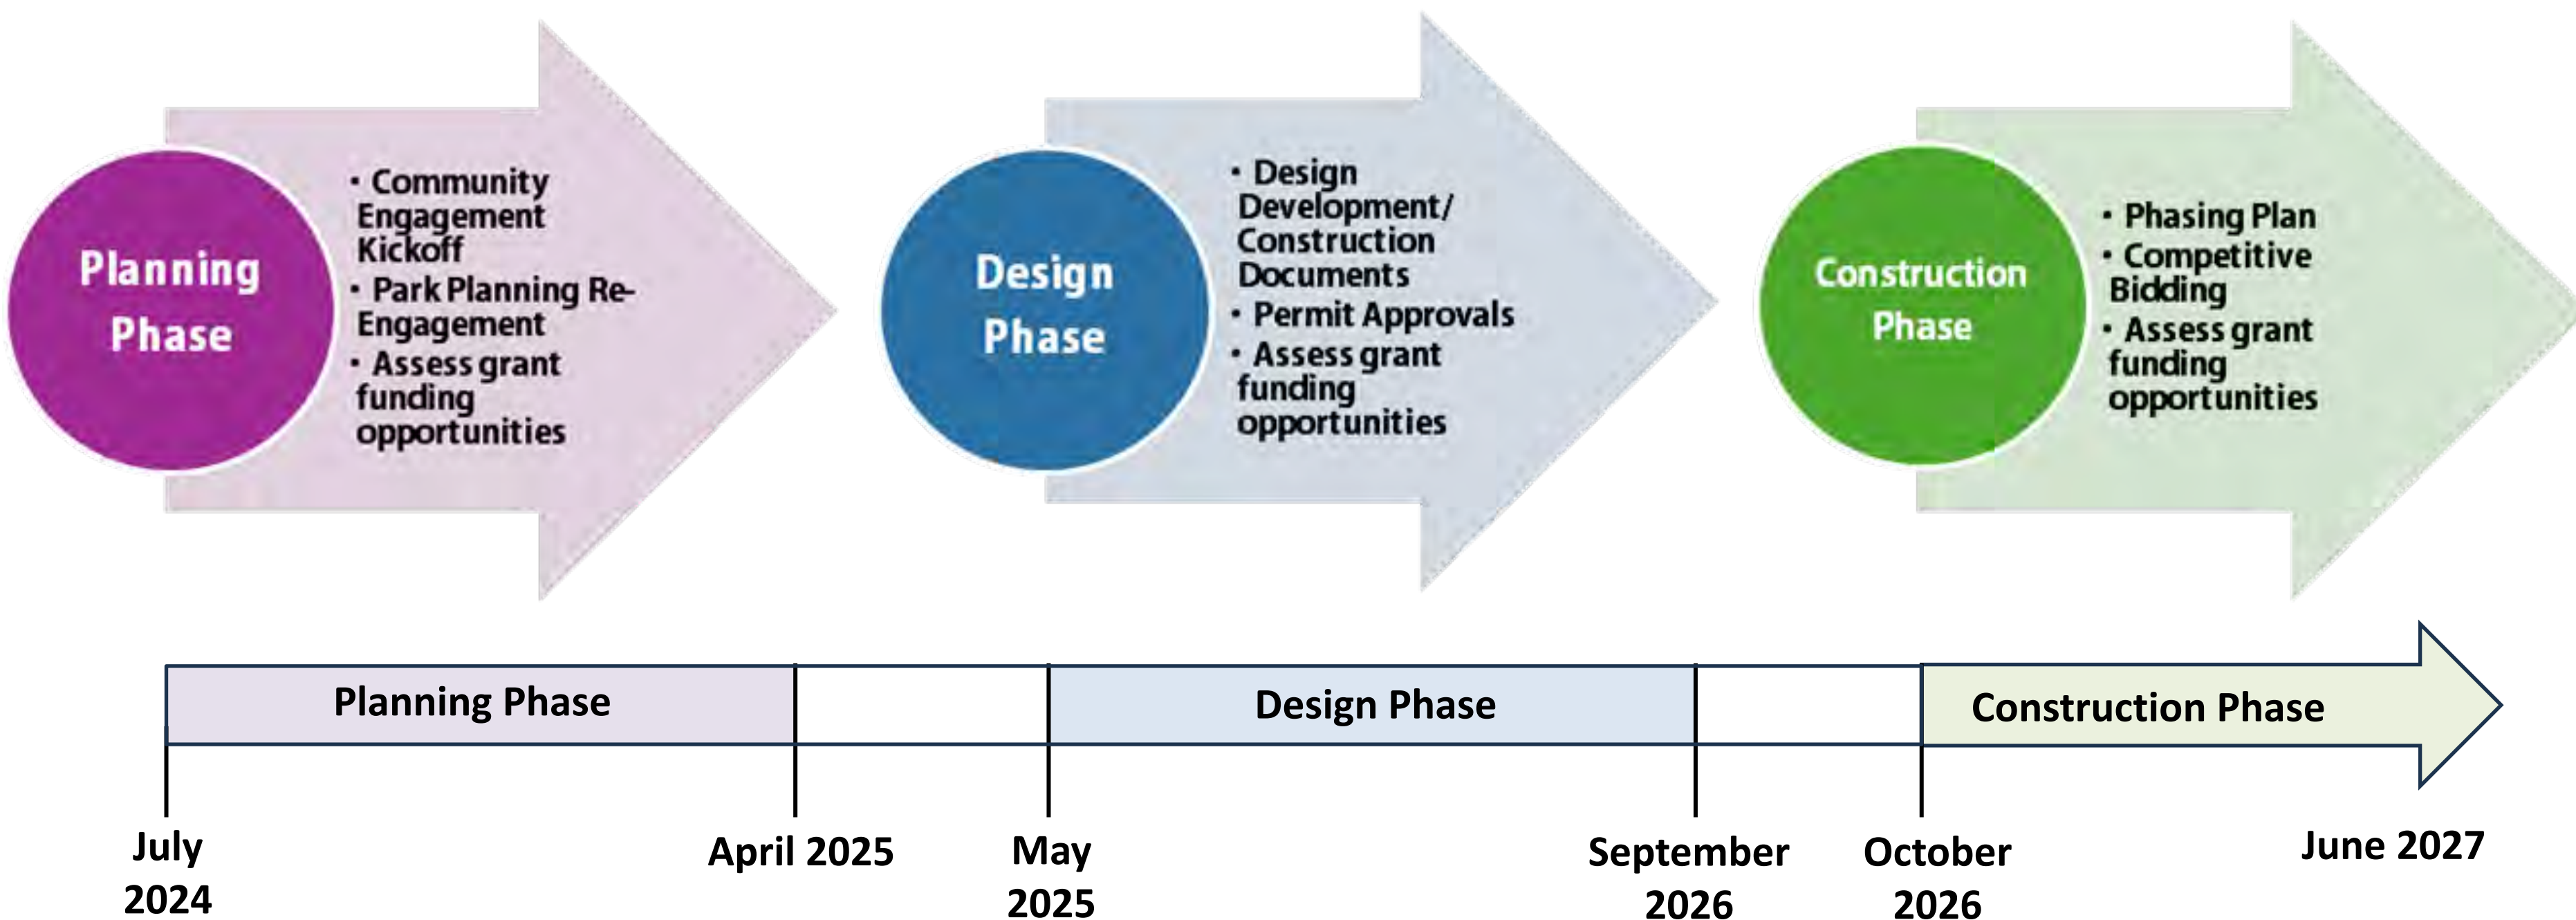 Planning
Phase
• Community
Engagement
Kickoff
• Park Planning Re-
Engagement
• Assess grant
funding
opportunities
Design
Phase
• Design
Development/
Construction
Documents
• Permit Approvals
• Assess grant
funding
opportunities
Construction
Phase
• Phasing Plan
• Competitive
Bidding
• Assess grant
funding
opportunities
Planning Phase
Design Phase
Construction Phase
July
2024
April 2025
May
2025
September
2026
October
2026
June 2027